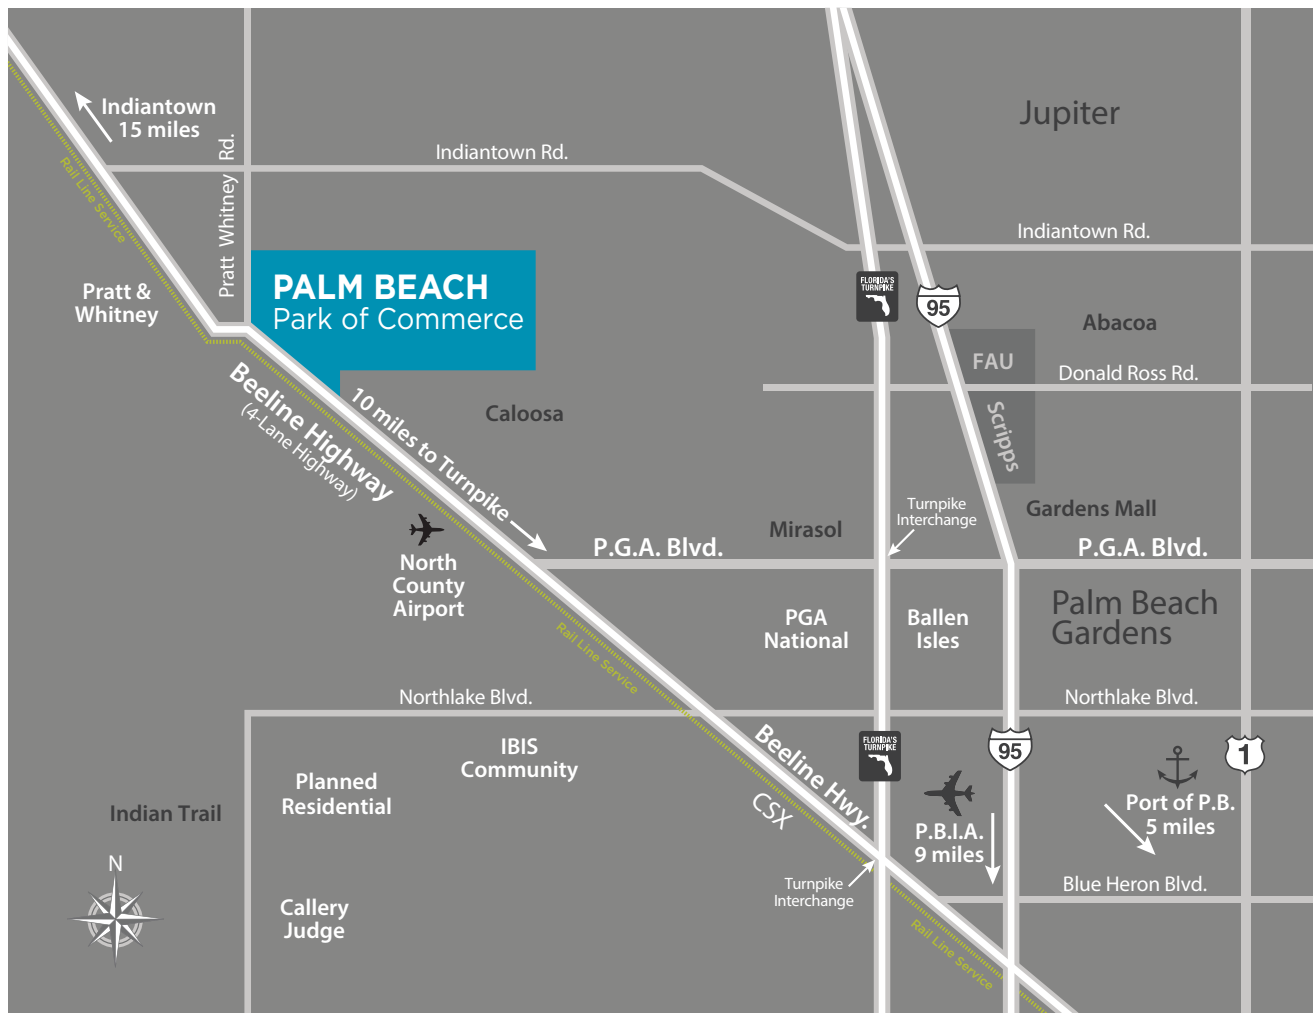 Jupiter
Indiantown
15 miles
Pratt Whitney Rd.
Indiantown Rd.
Rail Line Service
Indiantown Rd.
PALM BEACH
Park of Commerce
Pratt &
Whitney
FLORIDA'S
TURNPIKE
95
Abacoa
FAU
Donald Ross Rd.
Scripps
Beeline Highway
(4-Lane Highway)
10 miles to Turnpike
Caloosa
Turnpike
Interchange
Gardens Mall
Mirasol
P.G.A. Blvd.
P.G.A. Blvd.
North
County
Airport
PGA
National
Ballen
Isles
Palm Beach
Gardens
Rail Line Service
Northlake Blvd.
Northlake Blvd.
IBIS
Community
Beeline Hwy.
CSX
FLORIDA'S
TURNPIKE
95
1
Planned
Residential
Indian Trail
P.B.I.A.
9 miles
Port of P.B.
5 miles
N
Turnpike
Interchange
Blue Heron Blvd.
Callery
Judge
Rail Line Service